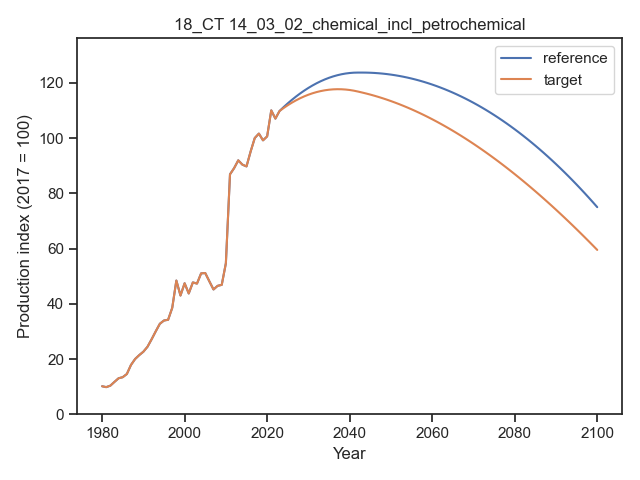 18_CT 14_03_02_chemical_incl_petrochemical
reference
target
Production index (2017 = 100)
120
100
80
60
40
20
0
1980
2000
2020
2040
2060
2080
2100
Year